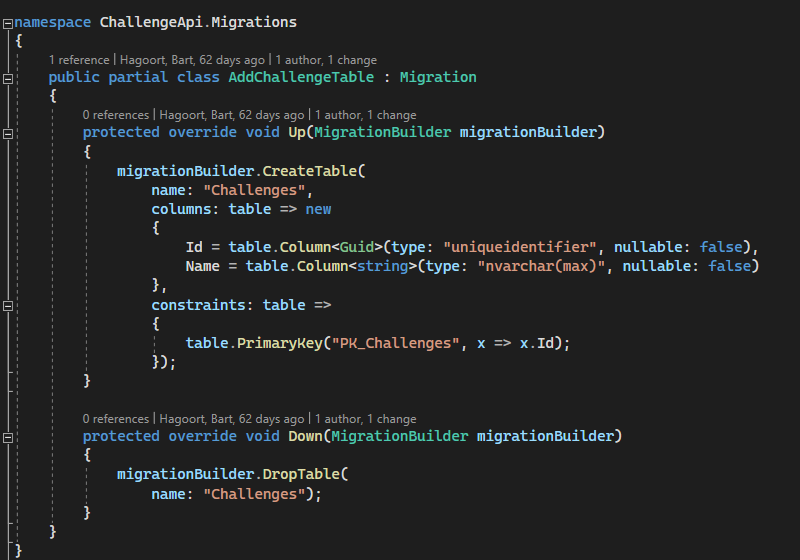 namespace ChallengeApi.Migrations
{
1 reference | Hagoort, Bart, 62 days ago | 1 author, 1 change
public partial class AddChallengeTable : Migration
{
0 references | Hagoort, Bart, 62 days ago | 1 author, 1 change
protected override void Up(MigrationBuilder migrationBuilder)
{
migrationBuilder.CreateTable(
name: "Challenges",
columns: table => new
{
Id = table.Column<Guid>(type: "uniqueidentifier", nullable: false),
Name = table.Column<string>(type: "nvarchar(max)", nullable: false)
},
constraints: table =>
{
table.PrimaryKey("PK_Challenges", x => x.Id);
});
}
0 references | Hagoort, Bart, 62 days ago | 1 author, 1 change
protected override void Down(MigrationBuilder migrationBuilder)
{
migrationBuilder.DropTable(
name: "Challenges");
}
}
}